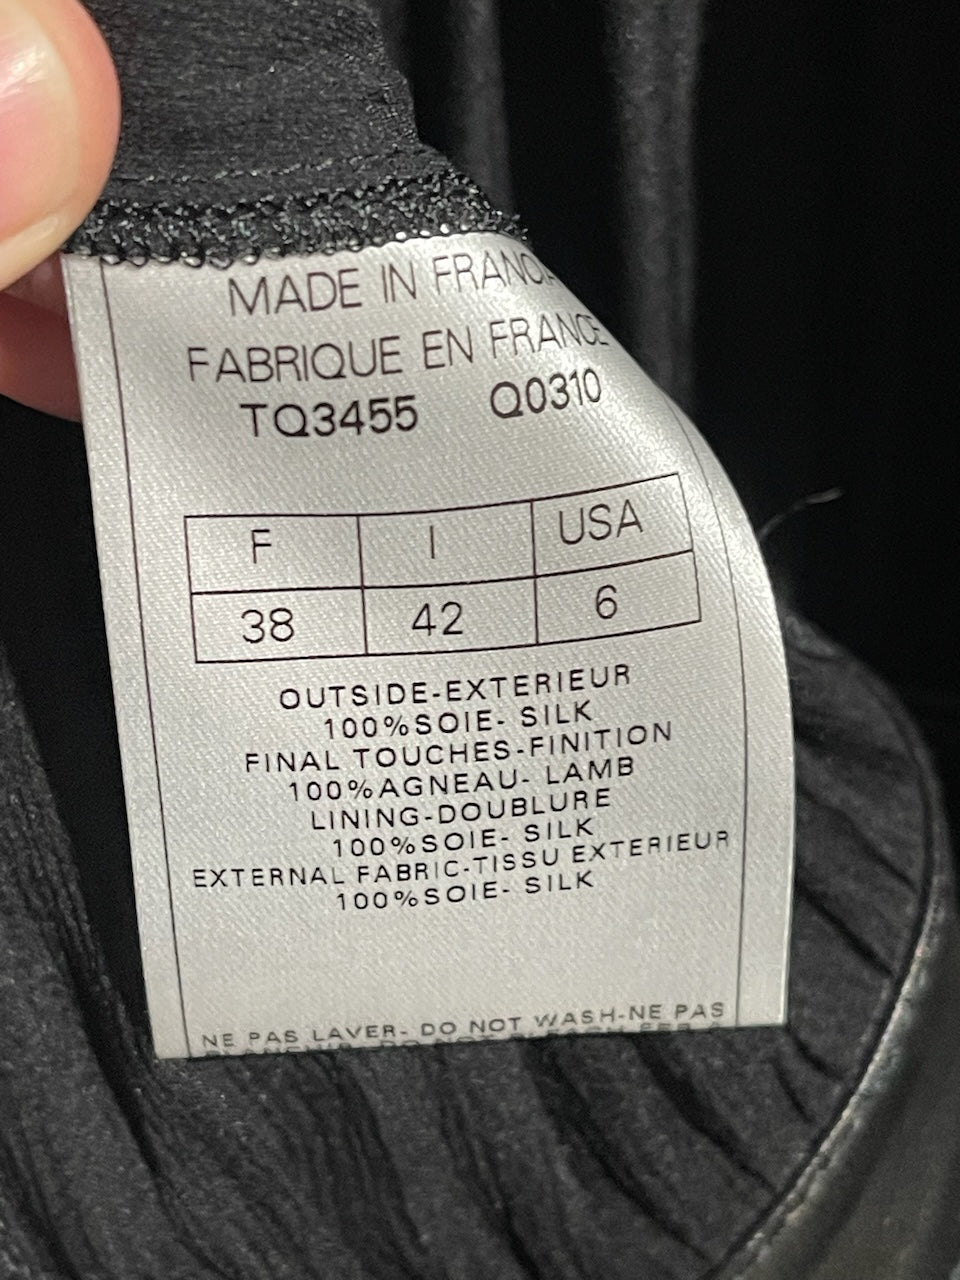 MADE IN FRANCE
FABRIQUE EN FRANCE
TQ3455 Q0310
F I USA
38 42 6
OUTSIDE-EXTERIEUR
100%SOIE- SILK
FINAL TOUCHES-FINITION
100%AGNEAU- LAMB
LINING-DOUBLURE
100%SOIE- SILK
EXTERNAL FABRIC-TISSU EXTERIEUR
100%SOIE- SILK
NE PAS LAVER- DO NOT WASH-NE PAS